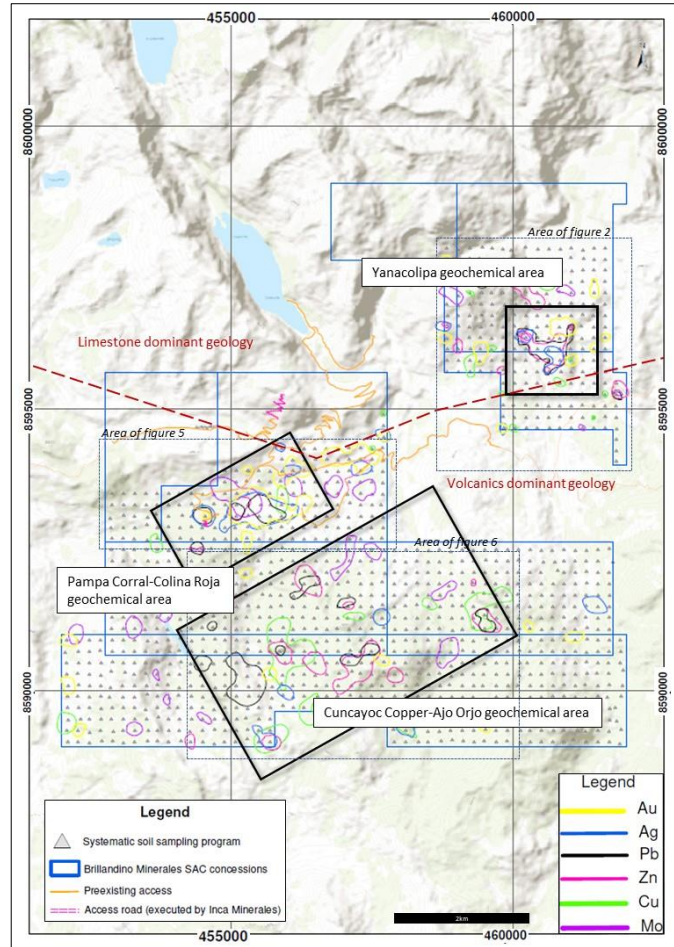 455000
460000
8600000
8600000
Area of figure 2
Yanacolipa geochemical area
Limestone dominant geology
8595000
8595000
Area of figure 5
Volcanics dominant geology
Area of figure 6
Pampa Corral-Colina Roja
geochemical area
8590000
8590000
Cuncayoc Copper-Ajo Orjo geochemical area
Legend
Systematic soil sampling program
Brillandino Minerales SAC concessions
Preexisting access
Access road (executed by Inca Minerales)
2km
Legend
Au
Ag
Pb
Zn
Cu
Mo
455000
460000